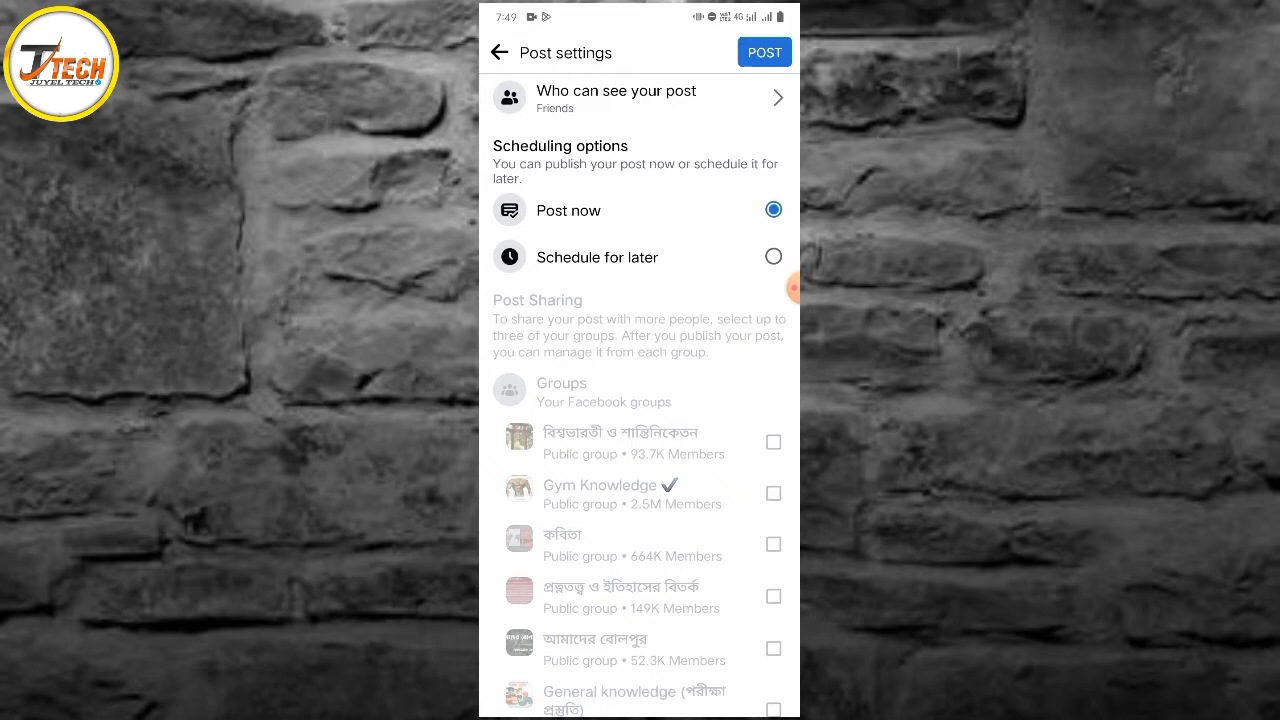 TECH
JUYEL TECH
7:49
4G
Post settings
POST
Who can see your post
Friends
Scheduling options
You can publish your post now or schedule it for
later.
Post now
Schedule for later
Post Sharing
To share your post with more people, select up to
three of your groups. After you publish your post,
you can manage it from each group.
Groups
Your Facebook groups
বিশ্বভারতী ও শান্তিনিকেতন
Public group • 93.7K Members
Gym Knowledge ✔
Public group • 2.5M Members
কবিতা
Public group • 664K Members
প্রত্নতত্ত্ব ও ইতিহাসের বিতর্ক
Public group • 149K Members
আমাদের বোলপুর
Public group • 52.3K Members
General knowledge (পরীক্ষা
প্রস্তুতি)